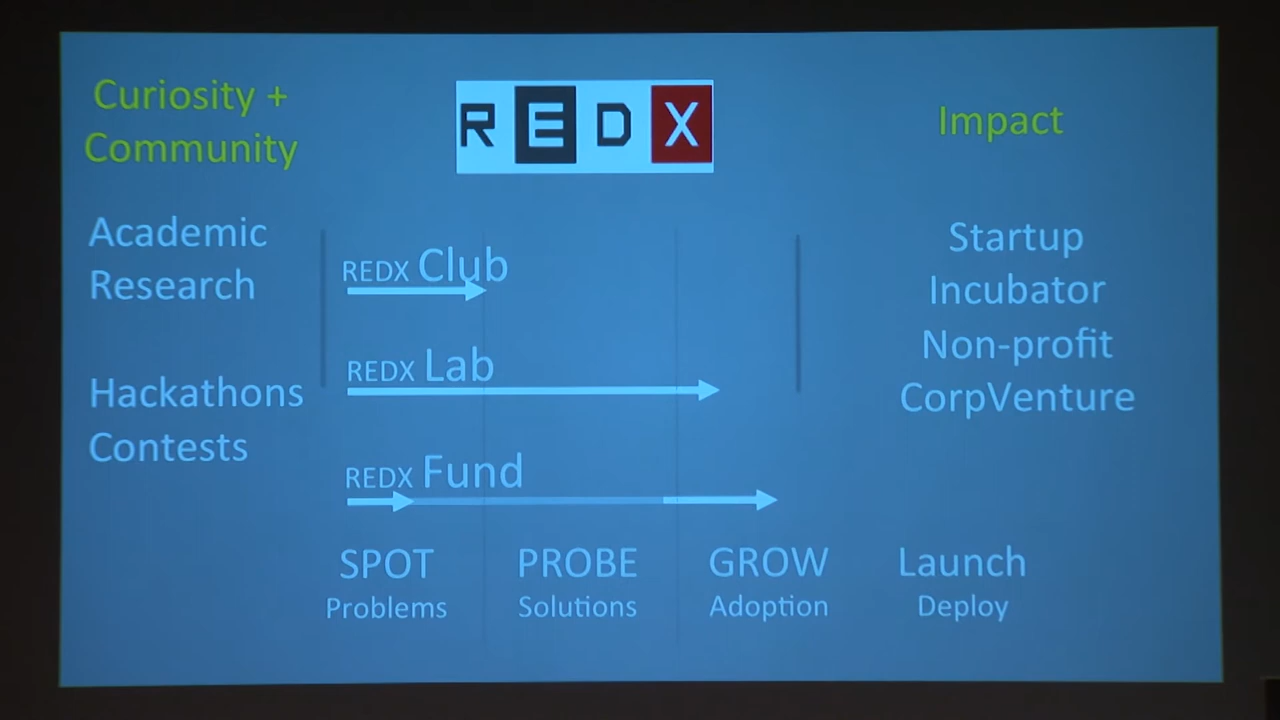 Curiosity +
Community
REDX
Impact
Academic
Research
Hackathons
Contests
REDX Club
REDX Lab
REDX Fund
Startup
Incubator
Non-profit
CorpVenture
SPOT
Problems
PROBE
Solutions
GROW
Adoption
Launch
Deploy